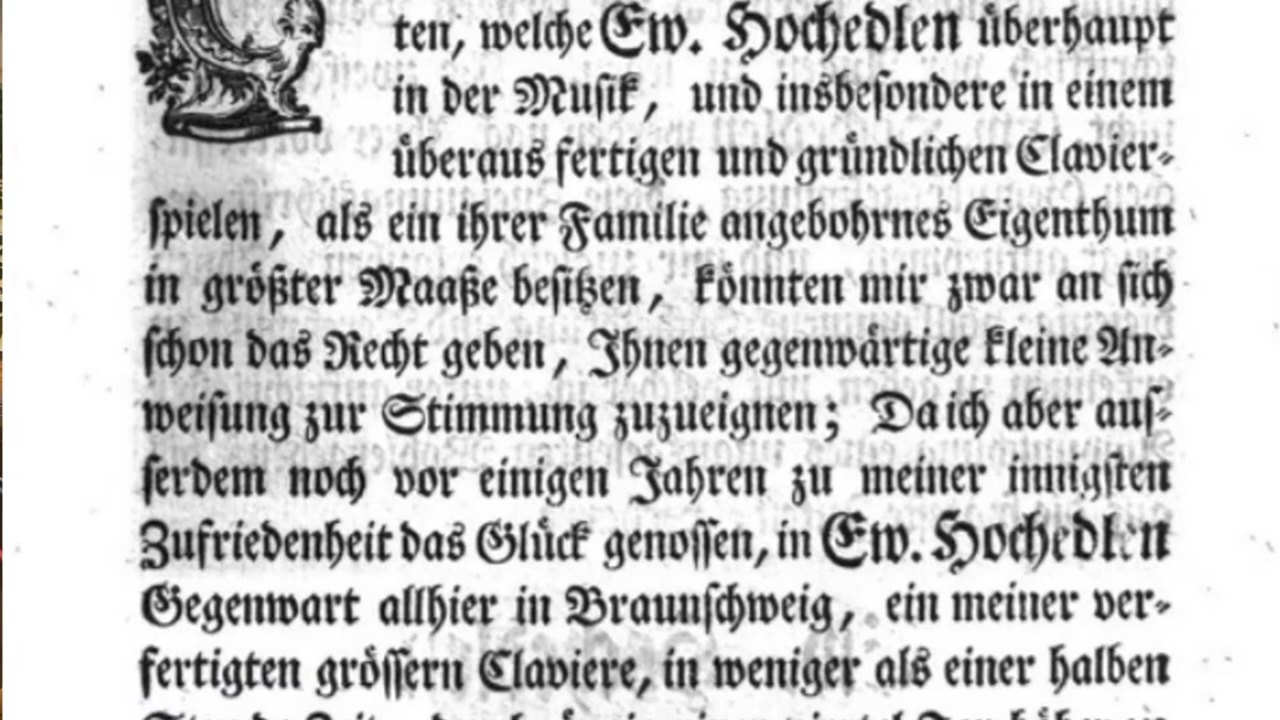 ten, welche Ew. Hochedlen überhaupt
in der Musik, und insbesondere in einem
überaus fertigen und gründlichen Clavier-
spielen, als ein ihrer Familie angebohrnes Eigenthum
in größter Maaße besitzen, könnten mir zwar an sich
schon das Recht geben, Ihnen gegenwärtige kleine An-
weisung zur Stimmung zuzueignen; Da ich aber aus-
serdem noch vor einigen Jahren zu meiner innigsten
Zufriedenheit das Glück genossen, in Ew. Hochedlen
Gegenwart allhier in Braunschweig, ein meiner ver-
fertigten grössern Claviere, in weniger als einer halben